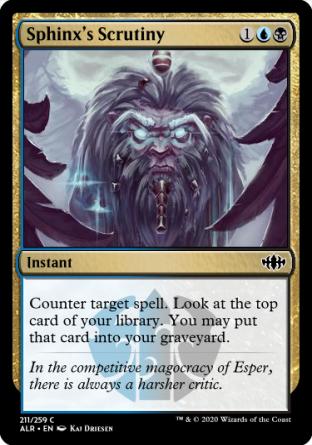 Sphinx's Scrutiny 1
Instant
Counter target spell. Look at the top
card of your library. You may put
that card into your graveyard.
In the competitive magocracy of Esper,
there is always a harsher critic.
211/259 C
ALR • EN Kaj Driesen
™ & © 2020 Wizards of the Coast